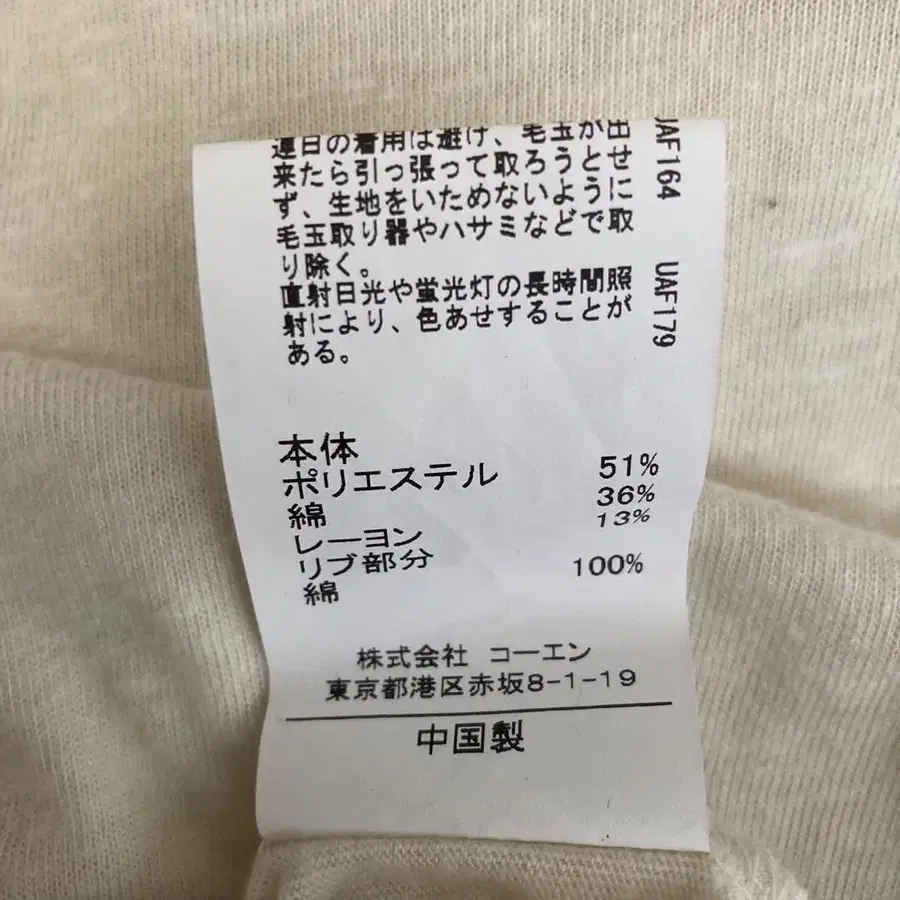 連日の着用は避け、毛玉が出
来たら引っ張って取ろうとせ
ず、生地をいためないように
毛玉取り器やハサミなどで取
り除く。
直射日光や蛍光灯の長時間照
射により、色あせすることが
ある。
UAF164
UAF179
本体
ポリエステル 51%
綿 36%
レーヨン 13%
リブ部分
綿 100%
株式会社 コーエン
東京都港区赤坂8-1-19
中国製